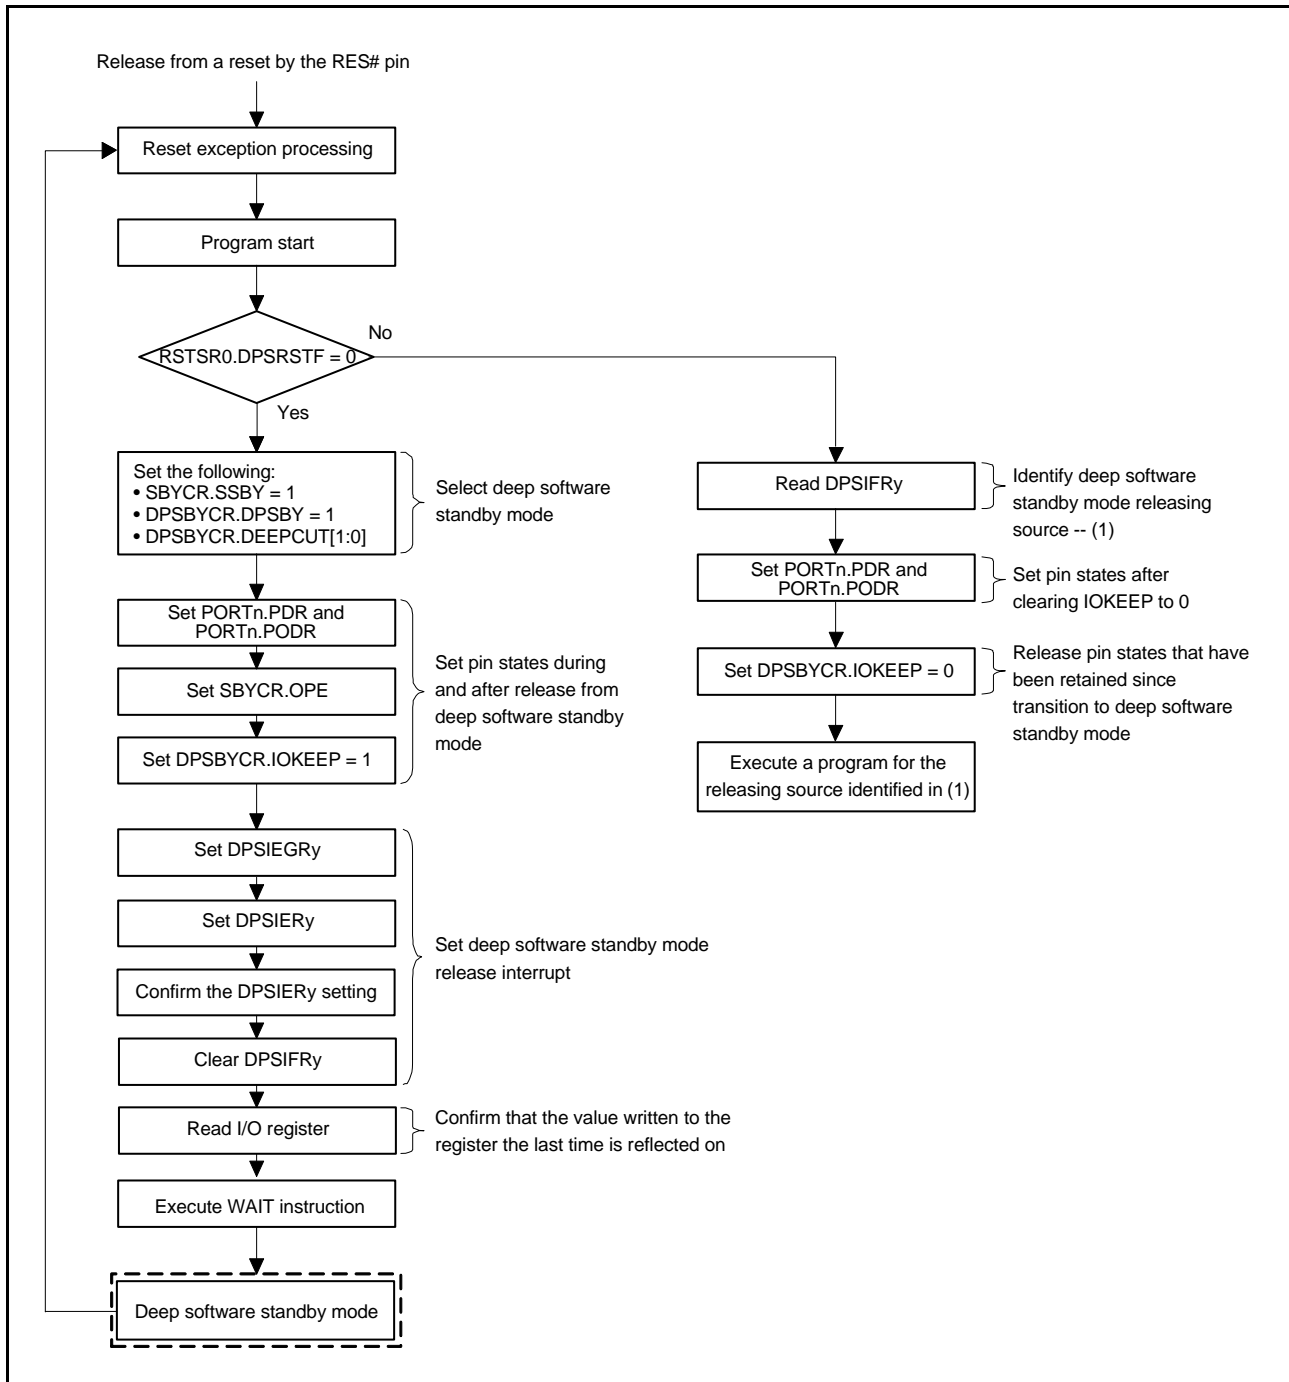 Release from a reset by the RES# pin
Reset exception processing
Program start
RSTSR0.DPSRSTF = 0
No
Yes
Set the following:
• SBYCR.SSBY = 1
• DPSBYCR.DPSBY = 1
• DPSBYCR.DEEPCUT[1:0]
Select deep software
standby mode
Set PORTn.PDR and
PORTn.PODR
Set SBYCR.OPE
Set DPSBYCR.IOKEEP = 1
Set pin states during
and after release from
deep software standby
mode
Set DPSIEGRy
Set DPSIERy
Confirm the DPSIERy setting
Clear DPSIFRy
Set deep software standby mode
release interrupt
Read I/O register
Confirm that the value written to the
register the last time is reflected on
Execute WAIT instruction
Deep software standby mode
Read DPSIFRy
Identify deep software
standby mode releasing
source -- (1)
Set PORTn.PDR and
PORTn.PODR
Set pin states after
clearing IOKEEP to 0
Set DPSBYCR.IOKEEP = 0
Release pin states that have
been retained since
transition to deep software
standby mode
Execute a program for the
releasing source identified in (1)